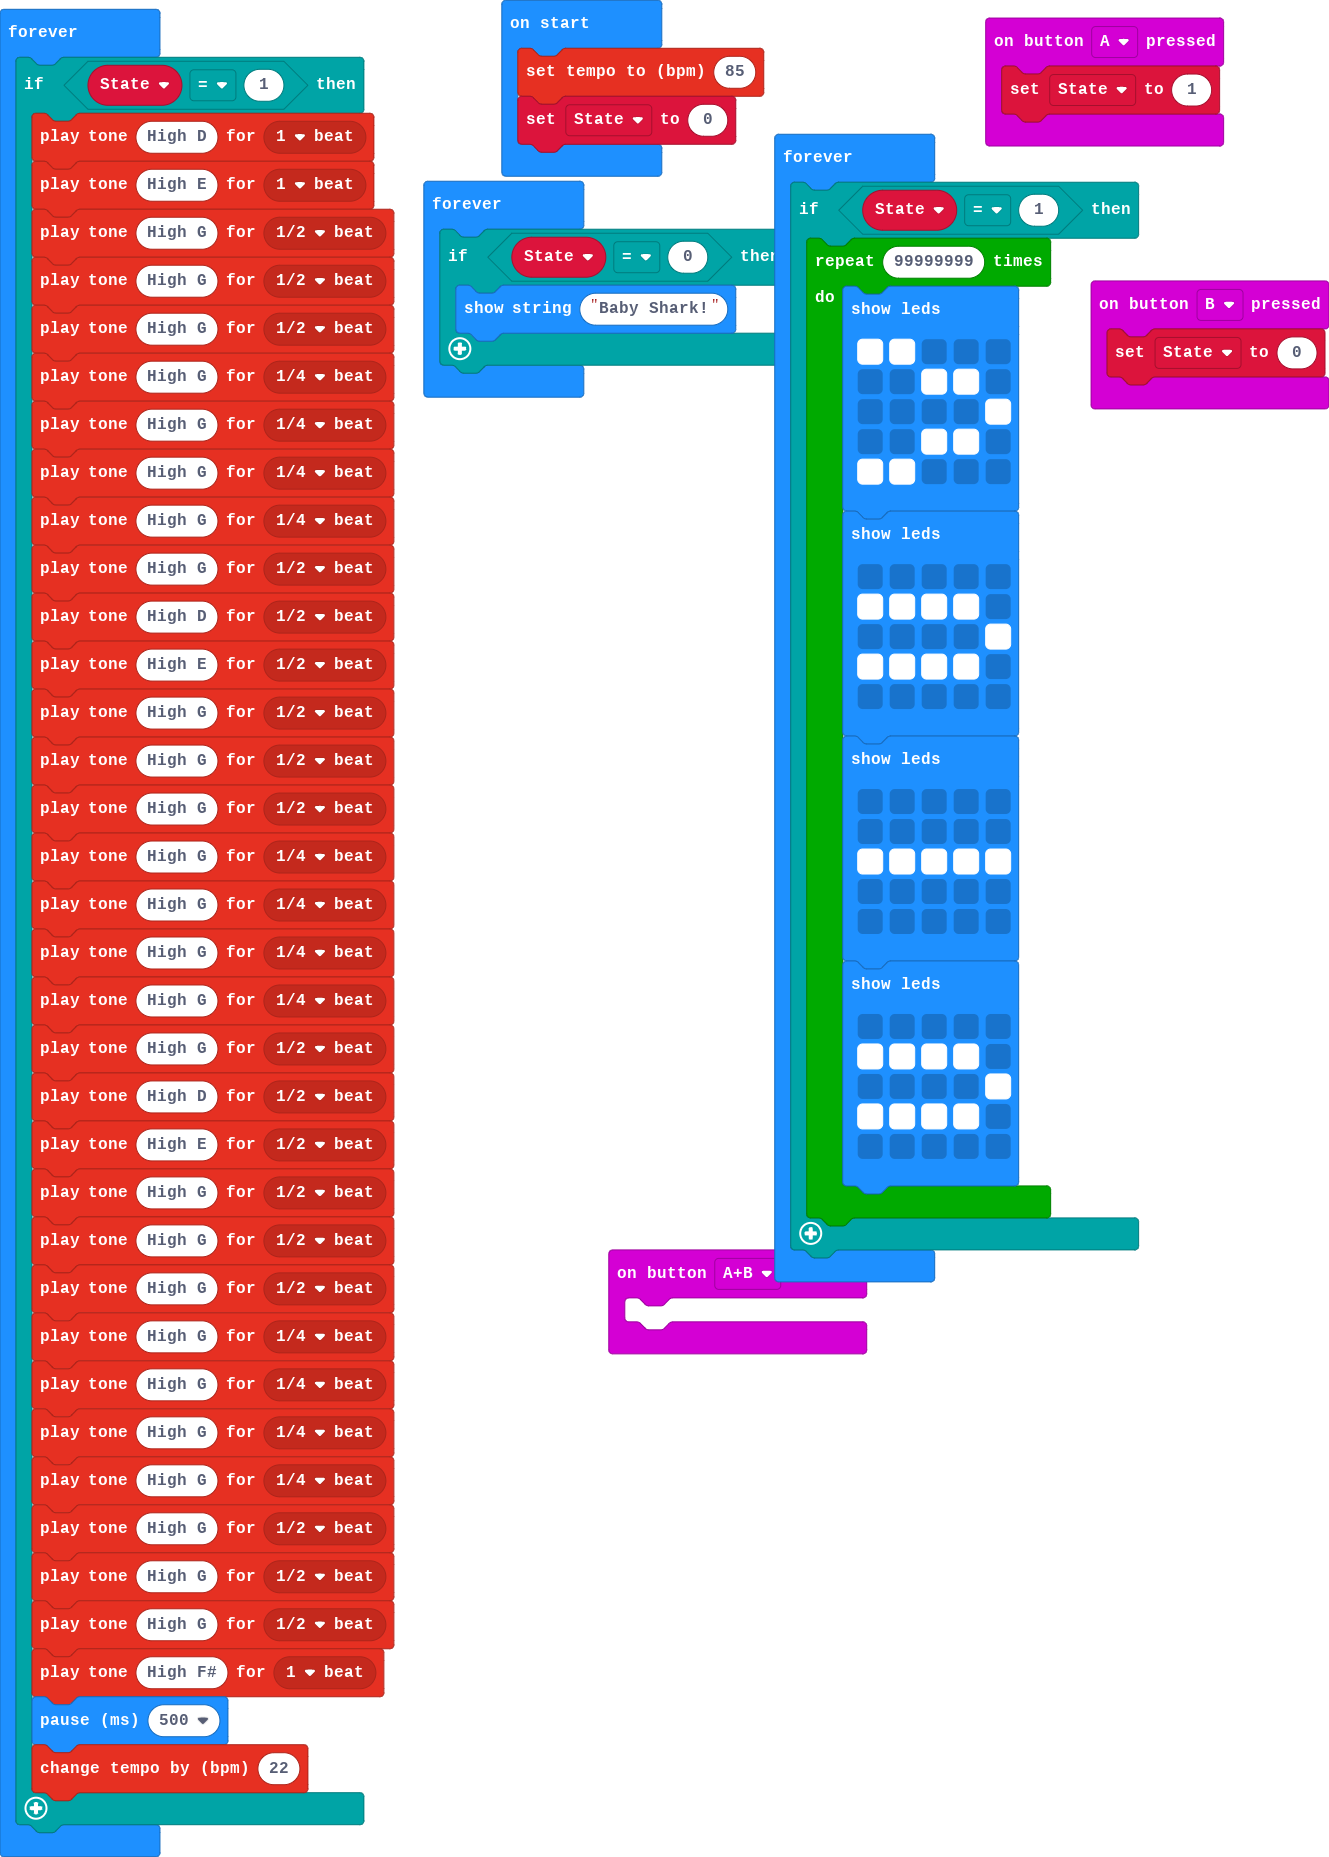 forever
if State = 1 then
play tone High D for 1 beat
play tone High E for 1 beat
play tone High G for 1/2 beat
play tone High G for 1/2 beat
play tone High G for 1/2 beat
play tone High G for 1/4 beat
play tone High G for 1/4 beat
play tone High G for 1/4 beat
play tone High G for 1/4 beat
play tone High G for 1/2 beat
play tone High D for 1/2 beat
play tone High E for 1/2 beat
play tone High G for 1/2 beat
play tone High G for 1/2 beat
play tone High G for 1/2 beat
play tone High G for 1/4 beat
play tone High G for 1/4 beat
play tone High G for 1/4 beat
play tone High G for 1/4 beat
play tone High G for 1/2 beat
play tone High D for 1/2 beat
play tone High E for 1/2 beat
play tone High G for 1/2 beat
play tone High G for 1/2 beat
play tone High G for 1/2 beat
play tone High G for 1/4 beat
play tone High G for 1/4 beat
play tone High G for 1/4 beat
play tone High G for 1/4 beat
play tone High G for 1/2 beat
play tone High G for 1/2 beat
play tone High G for 1/2 beat
play tone High F# for 1 beat
pause (ms) 500
change tempo by (bpm) 22
on start
set tempo to (bpm) 85
set State to 0
forever
if State = 0 then
show string "Baby Shark!"
forever
if State = 1 then
repeat 99999999 times
do
show leds
show leds
show leds
show leds
on button A+B
on button A pressed
set State to 1
on button B pressed
set State to 0